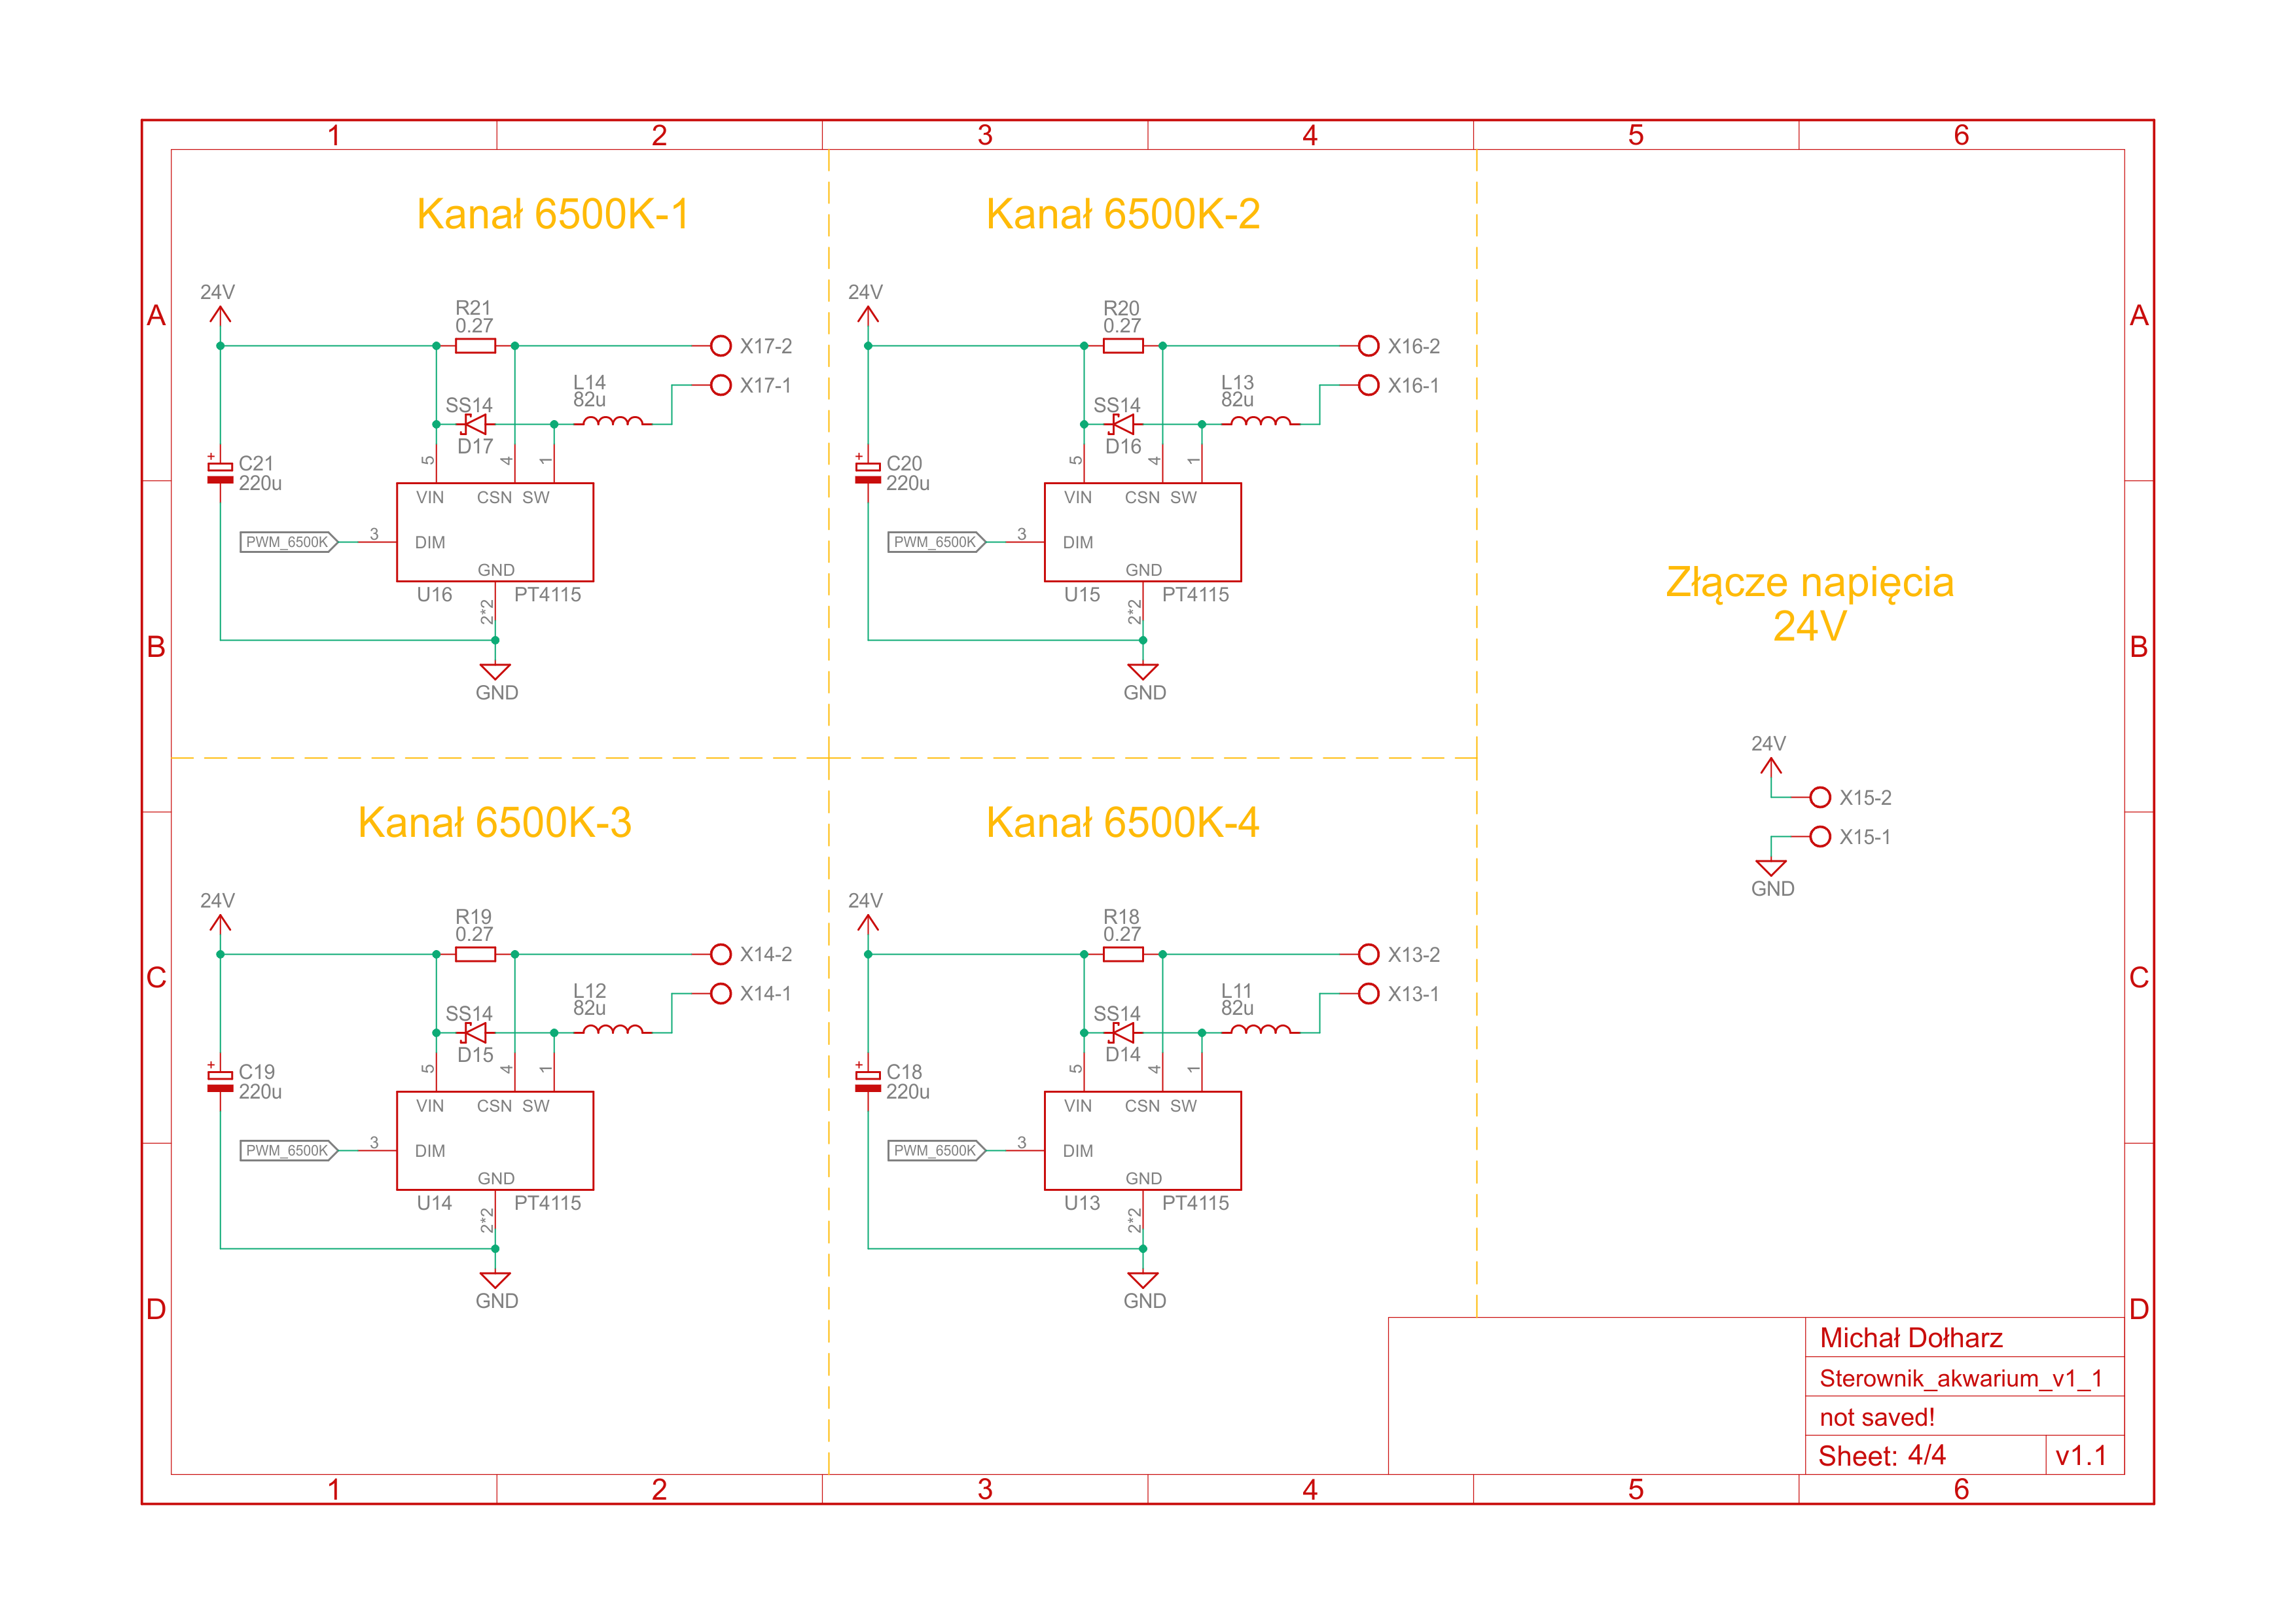 1 2 3 4 5 6
A A
B B
C C
D D
1 2 3 4 5 6
Kanał 6500K-1
24V
R21
0.27
X17-2
X17-1
L14
82u
SS14
D17
C21
220u
5 4 1
VIN CSN SW
PWM_6500K 3 DIM
GND
U16 PT4115
2*2
GND
Kanał 6500K-2
24V
R20
0.27
X16-2
X16-1
L13
82u
SS14
D16
C20
220u
5 4 1
VIN CSN SW
PWM_6500K 3 DIM
GND
U15 PT4115
2*2
GND
Złącze napięcia
24V
24V
X15-2
X15-1
GND
Kanał 6500K-3
24V
R19
0.27
X14-2
X14-1
L12
82u
SS14
D15
C19
220u
5 4 1
VIN CSN SW
PWM_6500K 3 DIM
GND
U14 PT4115
2*2
GND
Kanał 6500K-4
24V
R18
0.27
X13-2
X13-1
L11
82u
SS14
D14
C18
220u
5 4 1
VIN CSN SW
PWM_6500K 3 DIM
GND
U13 PT4115
2*2
GND
Michał Dołharz
Sterownik_akwarium_v1_1
not saved!
Sheet: 4/4 v1.1